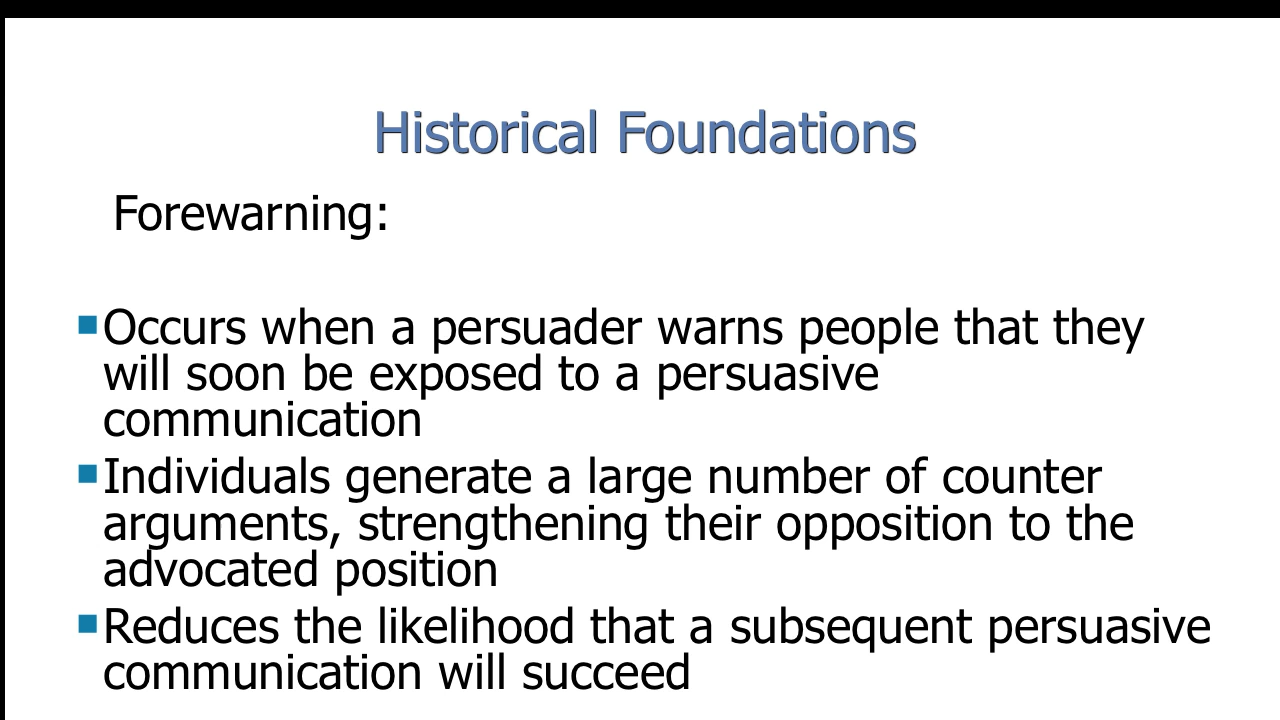 Historical Foundations
Forewarning:
Occurs when a persuader warns people that they
will soon be exposed to a persuasive
communication
Individuals generate a large number of counter
arguments, strengthening their opposition to the
advocated position
Reduces the likelihood that a subsequent persuasive
communication will succeed